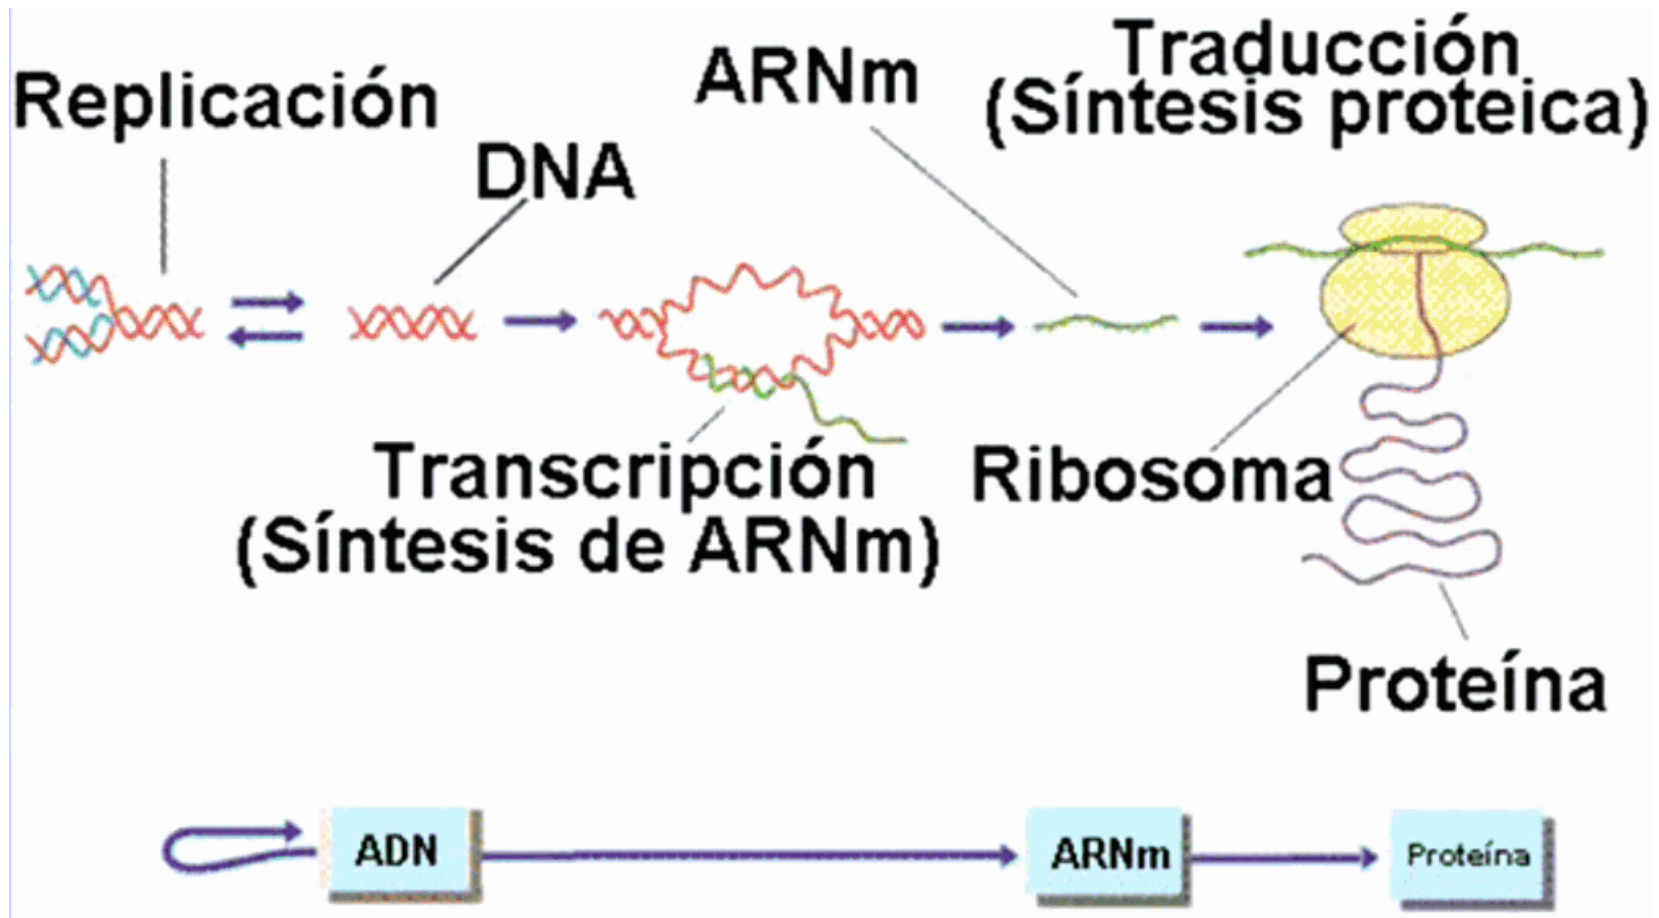 Replicación
DNA
ARNm
Traducción
(Síntesis proteica)
Transcripción
(Síntesis de ARNm)
Ribosoma
Proteína
ADN
ARNm
Proteína